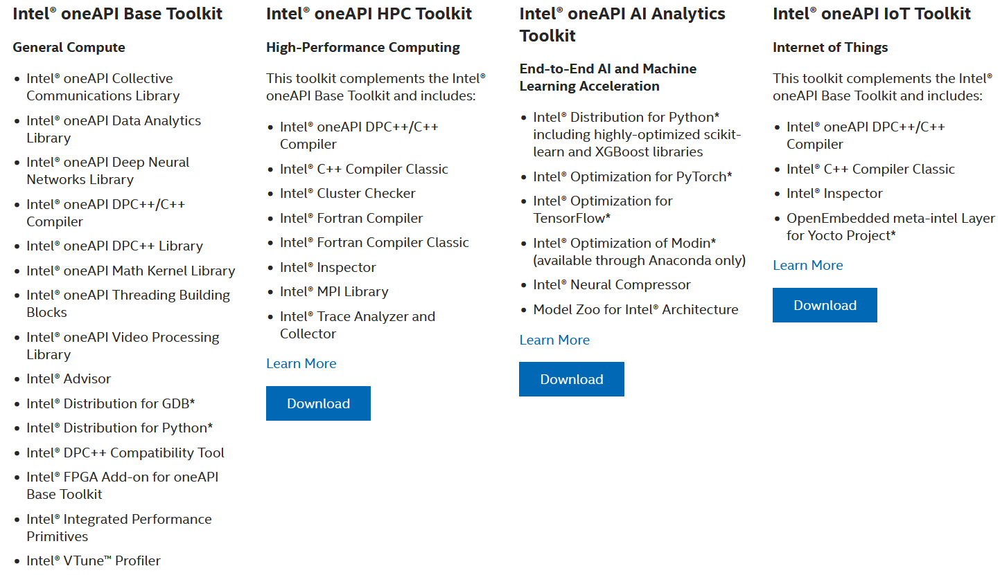 Intel® oneAPI Base Toolkit
General Compute
• Intel® oneAPI Collective
Communications Library
• Intel® oneAPI Data Analytics
Library
• Intel® oneAPI Deep Neural
Networks Library
• Intel® oneAPI DPC++/C++
Compiler
• Intel® oneAPI DPC++ Library
• Intel® oneAPI Math Kernel Library
• Intel® oneAPI Threading Building
Blocks
• Intel® oneAPI Video Processing
Library
• Intel® Advisor
• Intel® Distribution for GDB*
• Intel® Distribution for Python*
• Intel® DPC++ Compatibility Tool
• Intel® FPGA Add-on for oneAPI
Base Toolkit
• Intel® Integrated Performance
Primitives
• Intel® VTune™ Profiler
Intel® oneAPI HPC Toolkit
High-Performance Computing
This toolkit complements the Intel®
oneAPI Base Toolkit and includes:
• Intel® oneAPI DPC++/C++
Compiler
• Intel® C++ Compiler Classic
• Intel® Cluster Checker
• Intel® Fortran Compiler
• Intel® Fortran Compiler Classic
• Intel® Inspector
• Intel® MPI Library
• Intel® Trace Analyzer and
Collector
Learn More
Download
Intel® oneAPI AI Analytics
Toolkit
End-to-End AI and Machine
Learning Acceleration
• Intel® Distribution for Python*
including highly-optimized scikit-
learn and XGBoost libraries
• Intel® Optimization for PyTorch*
• Intel® Optimization for
TensorFlow*
• Intel® Optimization of Modin*
(available through Anaconda only)
• Intel® Neural Compressor
• Model Zoo for Intel® Architecture
Learn More
Download
Intel® oneAPI IoT Toolkit
Internet of Things
This toolkit complements the Intel®
oneAPI Base Toolkit and includes:
• Intel® oneAPI DPC++/C++
Compiler
• Intel® C++ Compiler Classic
• Intel® Inspector
• OpenEmbedded meta-intel Layer
for Yocto Project*
Learn More
Download